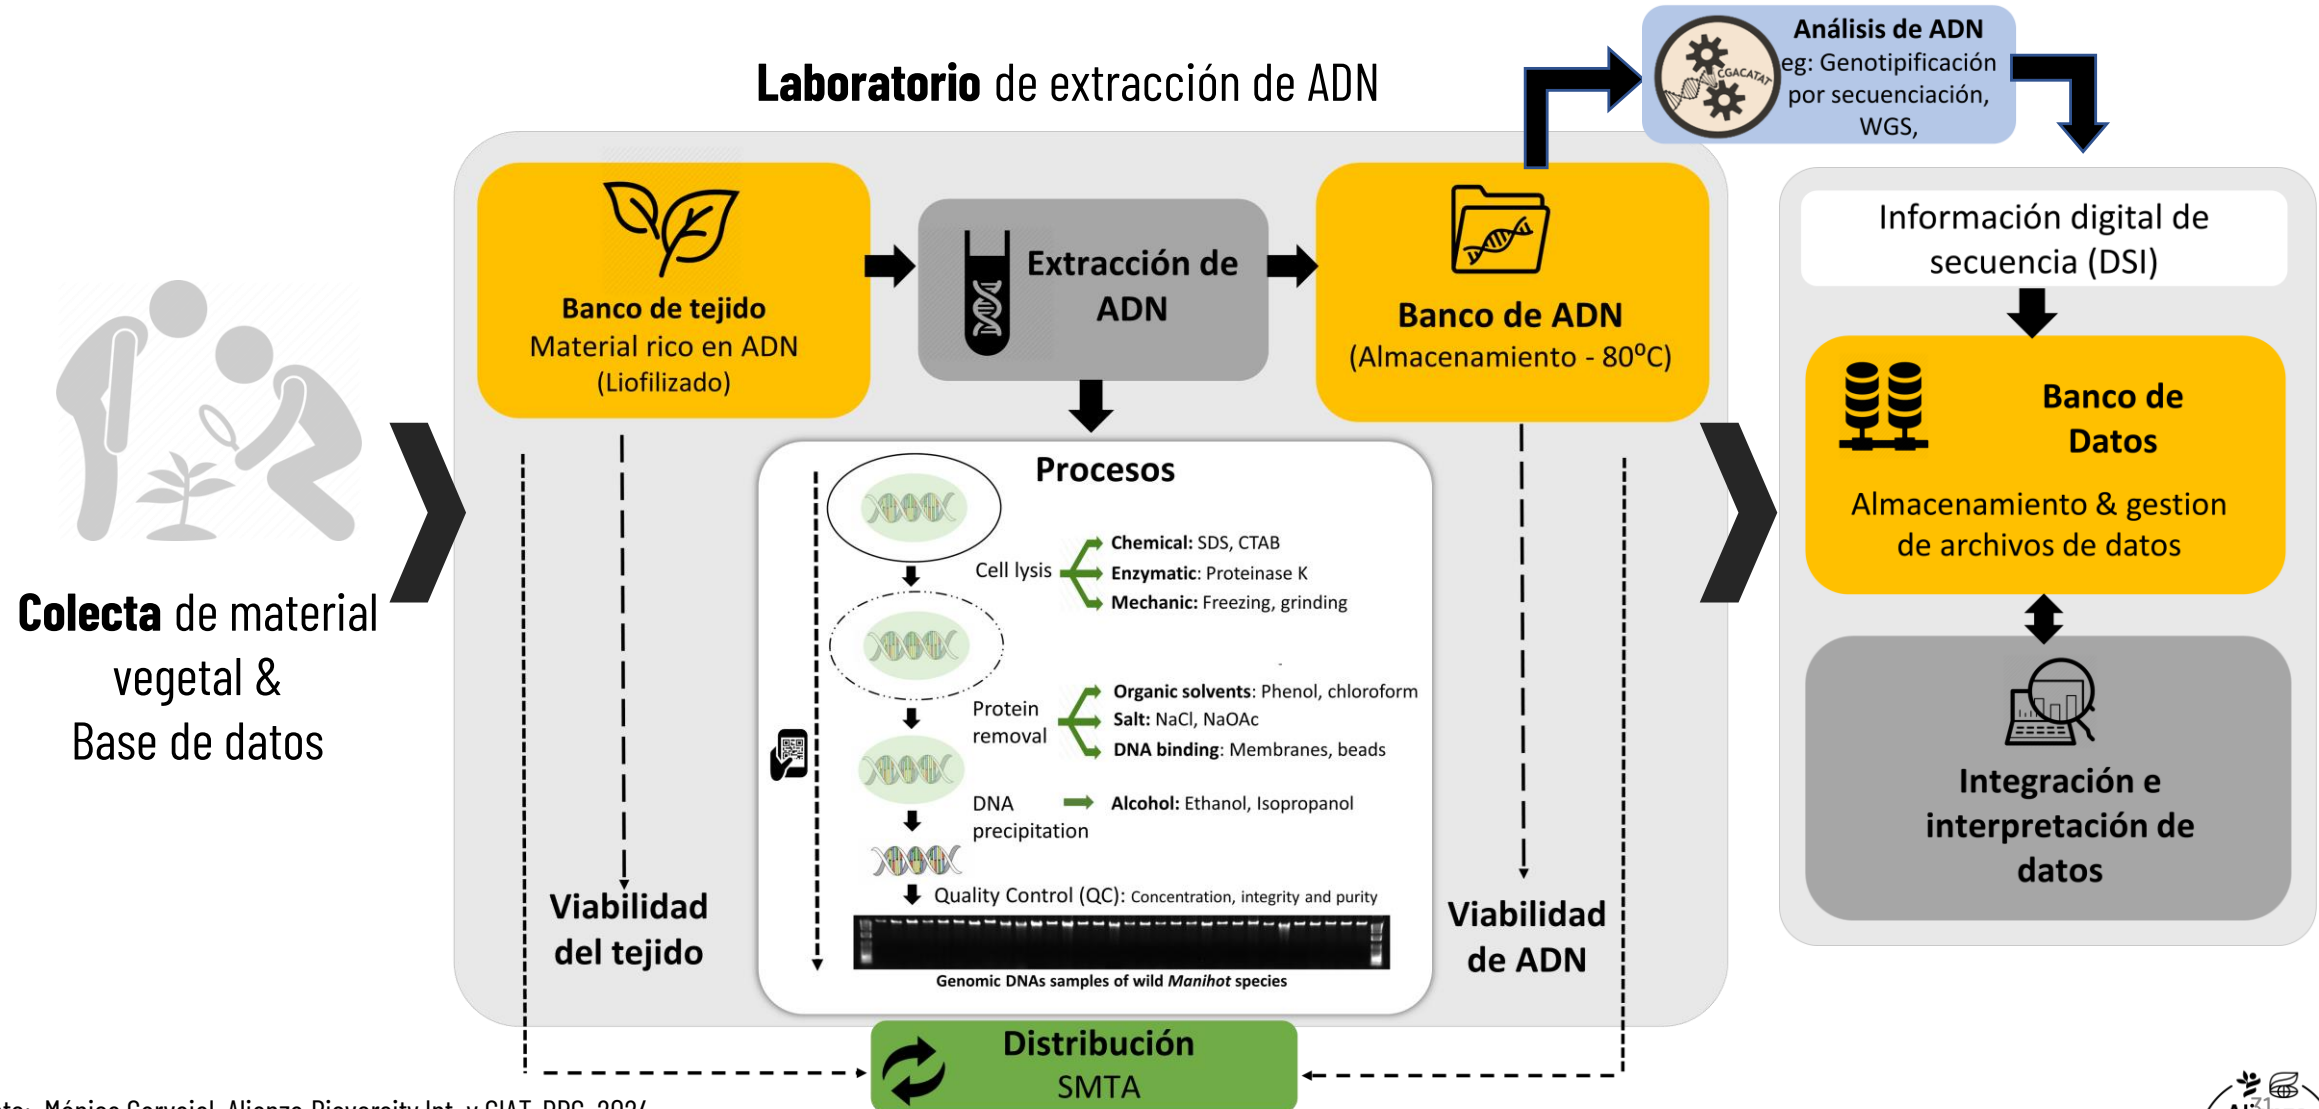 Laboratorio de extracción de ADN
Análisis de ADN
eg: Genotipificación
por secuenciación,
WGS,
CGACATAT
Colecta de material
vegetal &
Base de datos
Banco de tejido
Material rico en ADN
(Liofilizado)
Extracción de
ADN
Banco de ADN
(Almacenamiento - 80⁰C)
Procesos
Cell lysis
Chemical: SDS, CTAB
Enzymatic: Proteinase K
Mechanic: Freezing, grinding
Protein
removal
Organic solvents: Phenol, chloroform
Salt: NaCl, NaOAc
DNA binding: Membranes, beads
DNA
precipitation
Alcohol: Ethanol, Isopropanol
Quality Control (QC): Concentration, integrity and purity
Genomic DNAs samples of wild Manihot species
Viabilidad
del tejido
Viabilidad
de ADN
Distribución
SMTA
Información digital de
secuencia (DSI)
Banco de
Datos
Almacenamiento & gestion
de archivos de datos
Integración e
interpretación de
datos
31